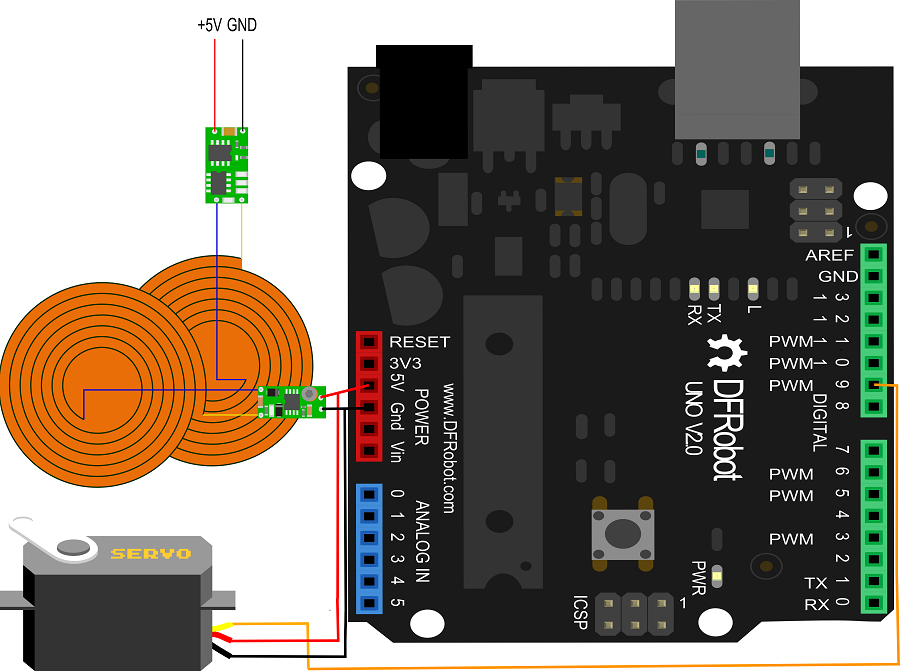 +5V GND
RESET
3V3
5V
Gnd
Vin
POWER
www.DFRobot.com
0
1
2
3
4
5
ANALOG IN
SERVO
RX
TX
L
DFRobot
UNO V2.0
1
AREF
GND
13
12
PWM 11
PWM 10
PWM 9
8
DIGITAL
7
PWM 6
PWM 5
4
PWM 3
2
TX 1
RX 0
PWR
ICSP
1